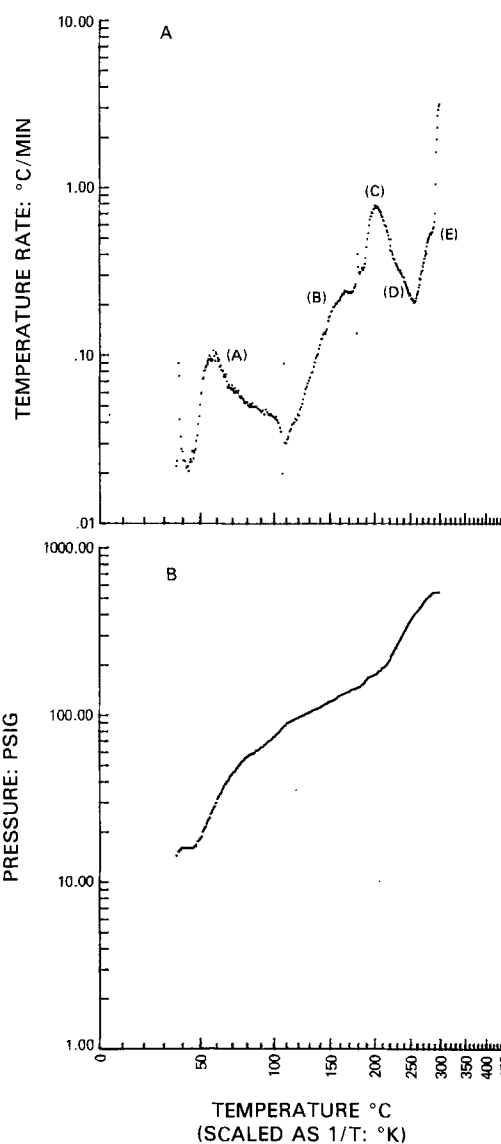 A
10.00
1.00
.10
.01
TEMPERATURE RATE: °C/MIN
(A)
(B)
(C)
(D)
(E)
B
1000.00
100.00
10.00
1.00
PRESSURE: PSIG
0
50
100
150
200
250
300
350
400
TEMPERATURE °C
(SCALED AS 1/T: °K)